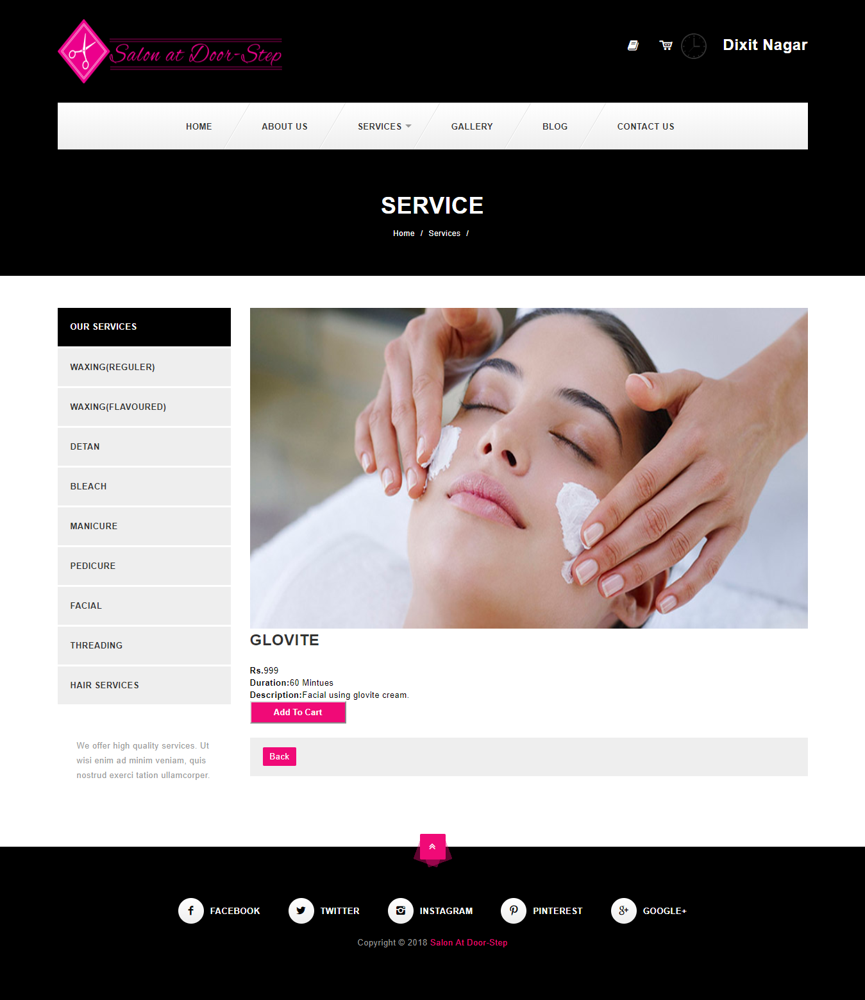 Salon at Door-Step
Dixit Nagar
HOME
ABOUT US
SERVICES
GALLERY
BLOG
CONTACT US
SERVICE
Home / Services /
OUR SERVICES
WAXING(REGULER)
WAXING(FLAVOURED)
DETAN
BLEACH
MANICURE
PEDICURE
FACIAL
THREADING
HAIR SERVICES
We offer high quality services. Ut
wisi enim ad minim veniam, quis
nostrud exerci tation ullamcorper.
GLOVITE
Rs.999
Duration:60 Mintues
Description:Facial using glovite cream.
Add To Cart
Back
FACEBOOK
TWITTER
INSTAGRAM
PINTEREST
GOOGLE+
Copyright © 2018 Salon At Door-Step